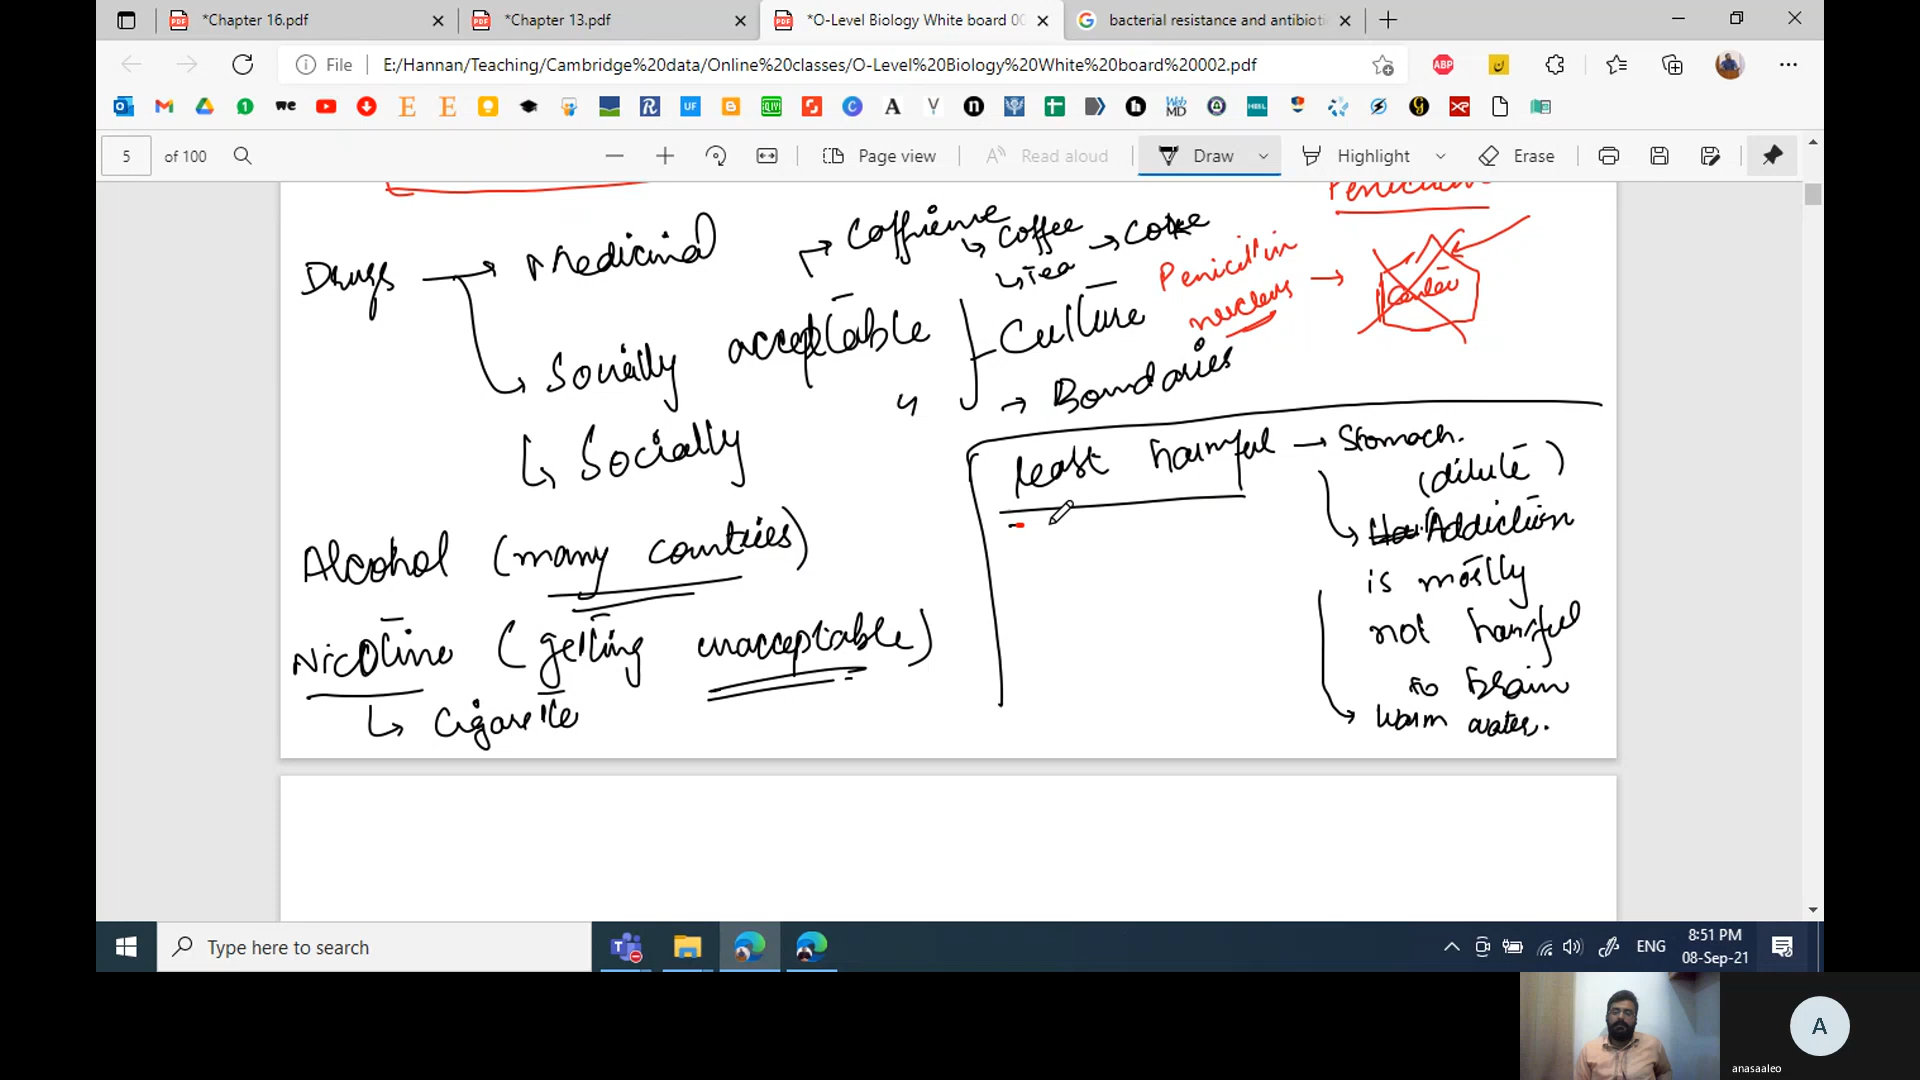 *Chapter 16.pdf
*Chapter 13.pdf
*O-Level Biology White board 00
bacterial resistance and antibioti
File
E:/Hannan/Teaching/Cambridge%20data/Online%20classes/O-Level%20Biology%20White%20board%20002.pdf
5 of 100
Page view
Read aloud
Draw
Highlight
Erase
Drugs → Medicinal
Caffiene
Coffee → Coke
Tea
Penicillin
nucleus →
Socially acceptable
Culture
→ Boundaries
Socially
least harmful → Stomach.
(dilute)
Addiction
is mostly
not harmful
to brain
warm water.
Alcohol (many countries)
Nicotine (getting unacceptable)
Cigarette
Type here to search
ENG
8:51 PM
08-Sep-21
A
anasaaleo